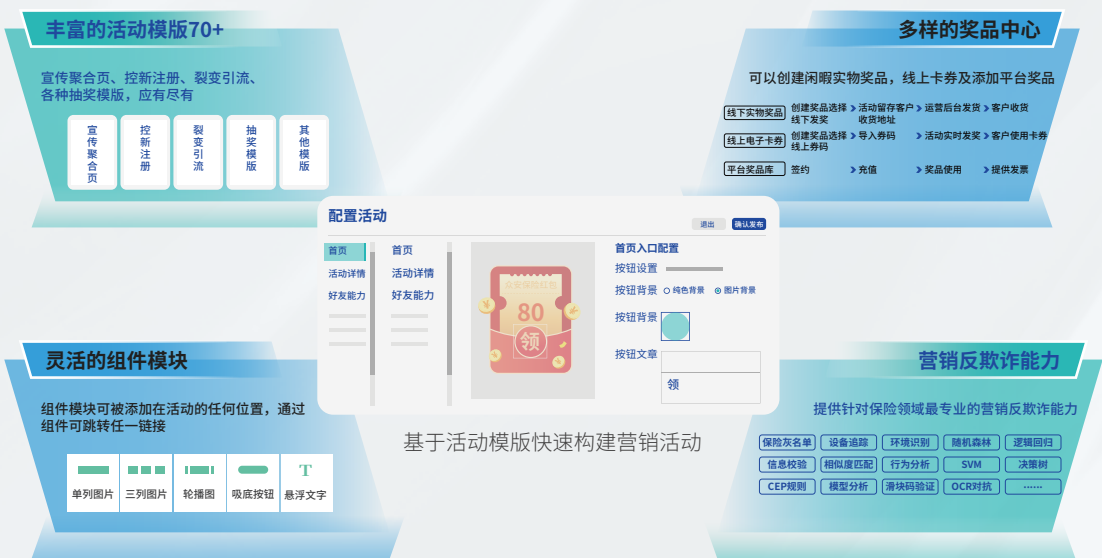 丰富的活动模版70+
宣传聚合页、控新注册、裂变引流、
各种抽奖模版，应有尽有
宣传聚合页
控新注册
裂变引流
抽奖模版
其他模版
多样的奖品中心
可以创建闲暇实物奖品，线上卡券及添加平台奖品
线下实物奖品 创建奖品选择 活动留存客户 运营后台发货 客户收货
线下发奖 收货地址
线上电子卡券 创建奖品选择 导入券码 活动实时发奖 客户使用卡券
线上券码
平台奖品库 签约 充值 奖品使用 提供发票
配置活动
退出 确认发布
首页
活动详情
好友能力
首页
活动详情
好友能力
众安保险红包
80
领
首页入口配置
按钮设置
按钮背景 纯色背景 图片背景
按钮背景
按钮文章
领
基于活动模版快速构建营销活动
灵活的组件模块
组件模块可被添加在活动的任何位置，通过
组件可跳转任一链接
T
单列图片 三列图片 轮播图 吸底按钮 悬浮文字
营销反欺诈能力
提供针对保险领域最专业的营销反欺诈能力
保险灰名单 设备追踪 环境识别 随机森林 逻辑回归
信息校验 相似度匹配 行为分析 SVM 决策树
CEP规则 模型分析 滑块码验证 OCR对抗 ······